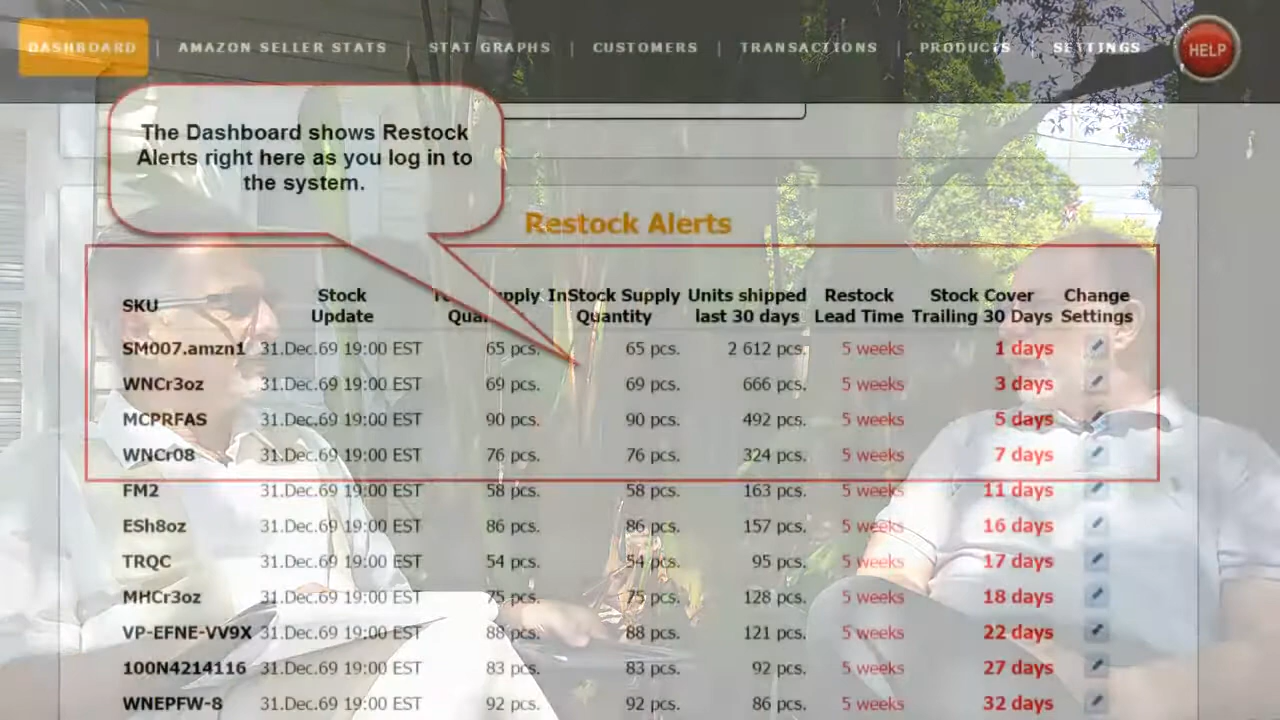 DASHBOARD | AMAZON SELLER STATS | STAT GRAPHS | CUSTOMERS | TRANSACTIONS | PRODUCTS SETTINGS HELP
The Dashboard shows Restock
Alerts right here as you log in to
the system.
Restock Alerts
SKU Stock Update InStock Supply Quantity Units shipped last 30 days Restock Lead Time Stock Cover Trailing 30 Days Change Settings
SM007.amzn1 31.Dec.69 19:00 EST 65 pcs. 65 pcs. 2 612 pcs. 5 weeks 1 days
WNCr3oz 31.Dec.69 19:00 EST 69 pcs. 69 pcs. 666 pcs. 5 weeks 3 days
MCPRFAS 31.Dec.69 19:00 EST 90 pcs. 90 pcs. 492 pcs. 5 weeks 5 days
WNCr08 31.Dec.69 19:00 EST 76 pcs. 76 pcs. 324 pcs. 5 weeks 7 days
FM2 31.Dec.69 19:00 EST 58 pcs. 58 pcs. 163 pcs. 5 weeks 11 days
ESh8oz 31.Dec.69 19:00 EST 86 pcs. 86 pcs. 157 pcs. 5 weeks 16 days
TRQC 31.Dec.69 19:00 EST 54 pcs. 54 pcs. 95 pcs. 5 weeks 17 days
MHCr3oz 31.Dec.69 19:00 EST 75 pcs. 75 pcs. 128 pcs. 5 weeks 18 days
VP-EFNE-VV9X 31.Dec.69 19:00 EST 88 pcs. 88 pcs. 121 pcs. 5 weeks 22 days
100N4214116 31.Dec.69 19:00 EST 83 pcs. 83 pcs. 92 pcs. 5 weeks 27 days
WNEPFW-8 31.Dec.69 19:00 EST 92 pcs. 92 pcs. 86 pcs. 5 weeks 32 days